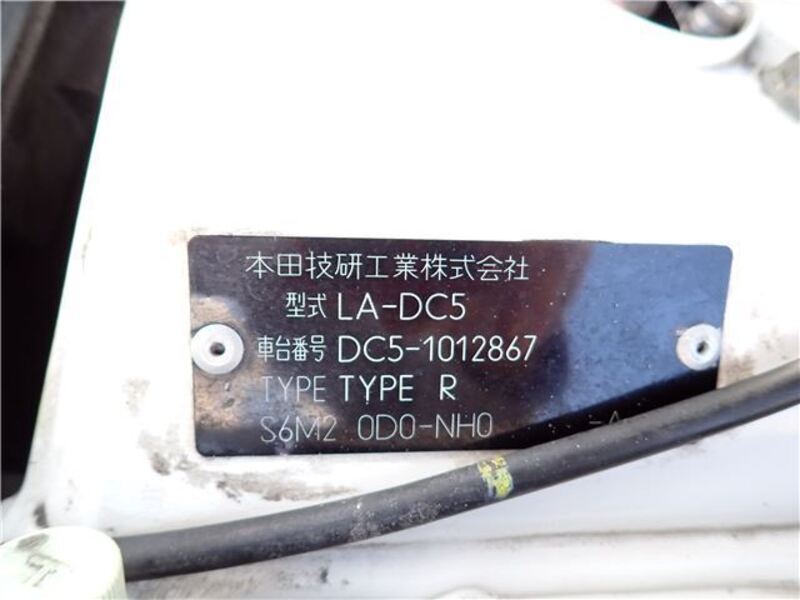 本田技研工業株式会社
型式 LA-DC5
車台番号 DC5-1012867
TYPE TYPE R
S6M2 0D0-NH0 -A